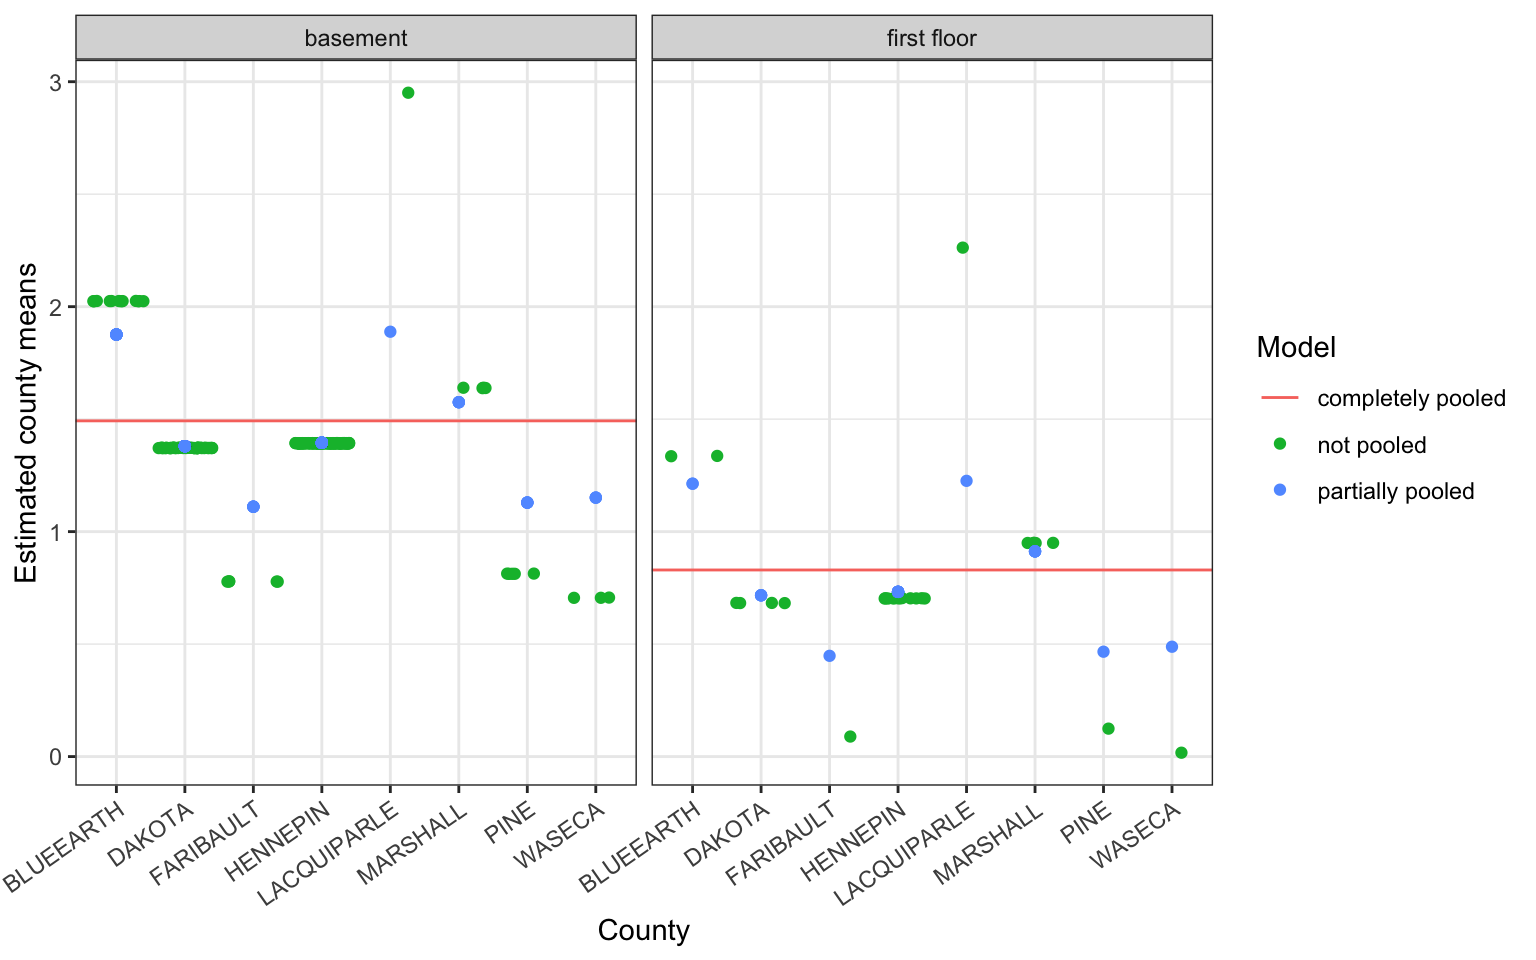 basement
first floor
Estimated county means
3
2
1
0
BLUEEARTH
DAKOTA
FARIBAULT
HENNEPIN
LACQUIPARLE
MARSHALL
PINE
WASECA
BLUEEARTH
DAKOTA
FARIBAULT
HENNEPIN
LACQUIPARLE
MARSHALL
PINE
WASECA
County
Model
completely pooled
not pooled
partially pooled